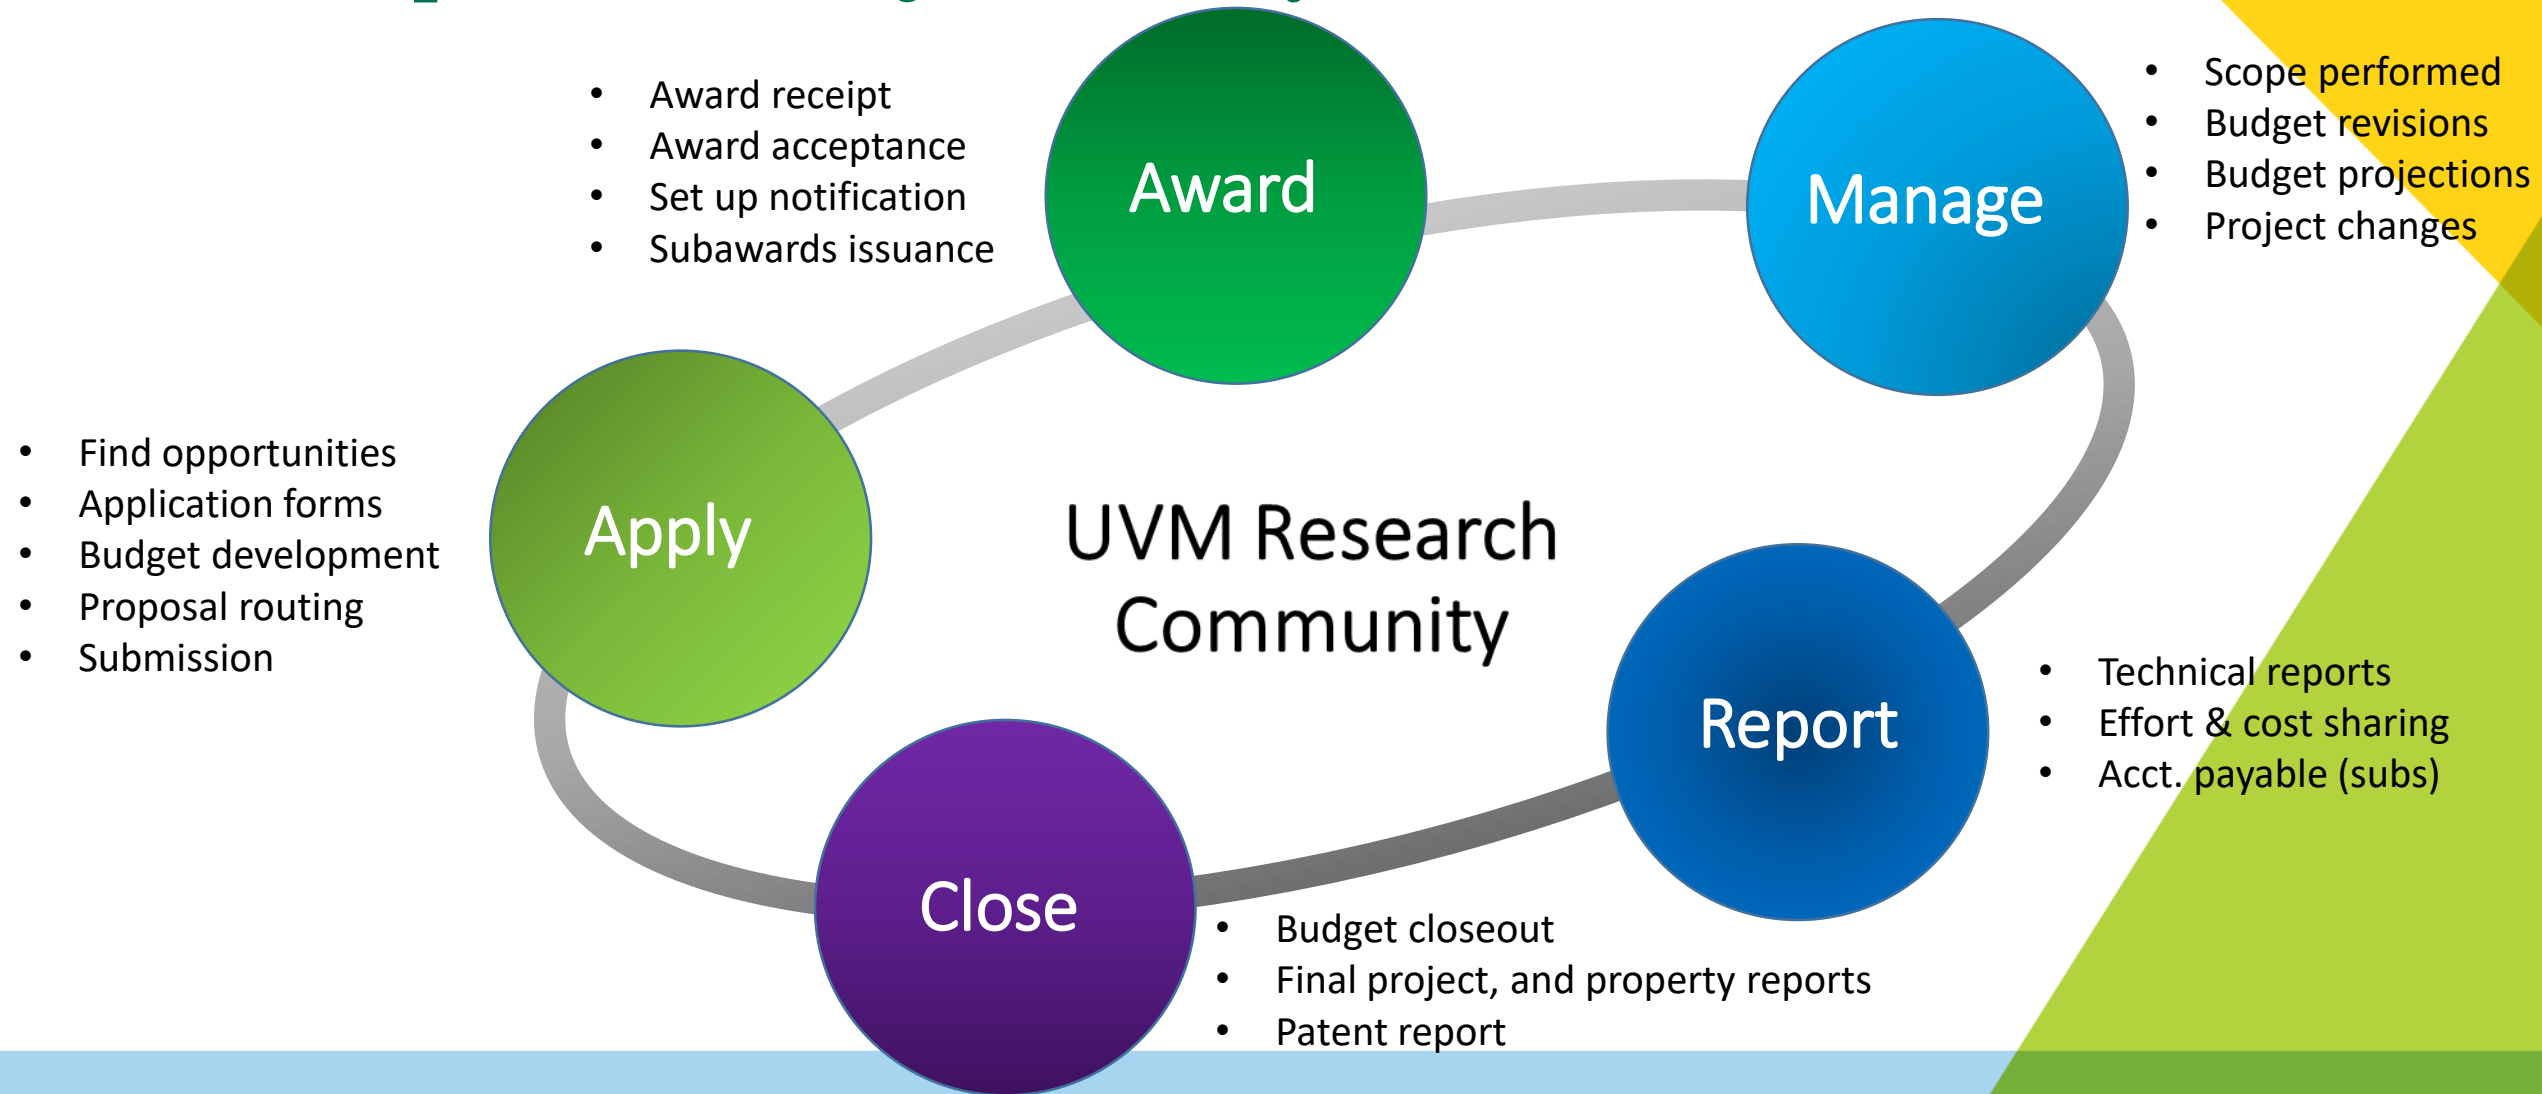 Award
• Award receipt
• Award acceptance
• Set up notification
• Subawards issuance
Manage
• Scope performed
• Budget revisions
• Budget projections
• Project changes
Apply
• Find opportunities
• Application forms
• Budget development
• Proposal routing
• Submission
UVM Research
Community
Report
• Technical reports
• Effort & cost sharing
• Acct. payable (subs)
Close
• Budget closeout
• Final project, and property reports
• Patent report